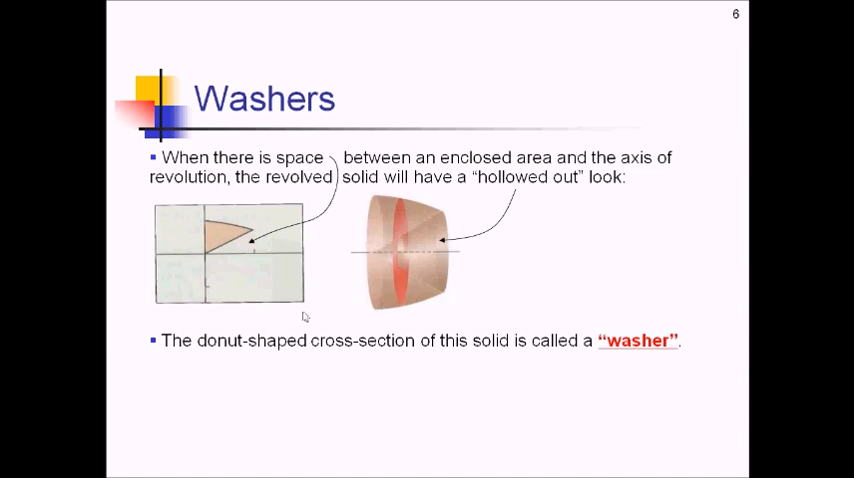 6
Washers
▪ When there is space between an enclosed area and the axis of
revolution, the revolved solid will have a “hollowed out” look:
▪ The donut-shaped cross-section of this solid is called a “washer”.